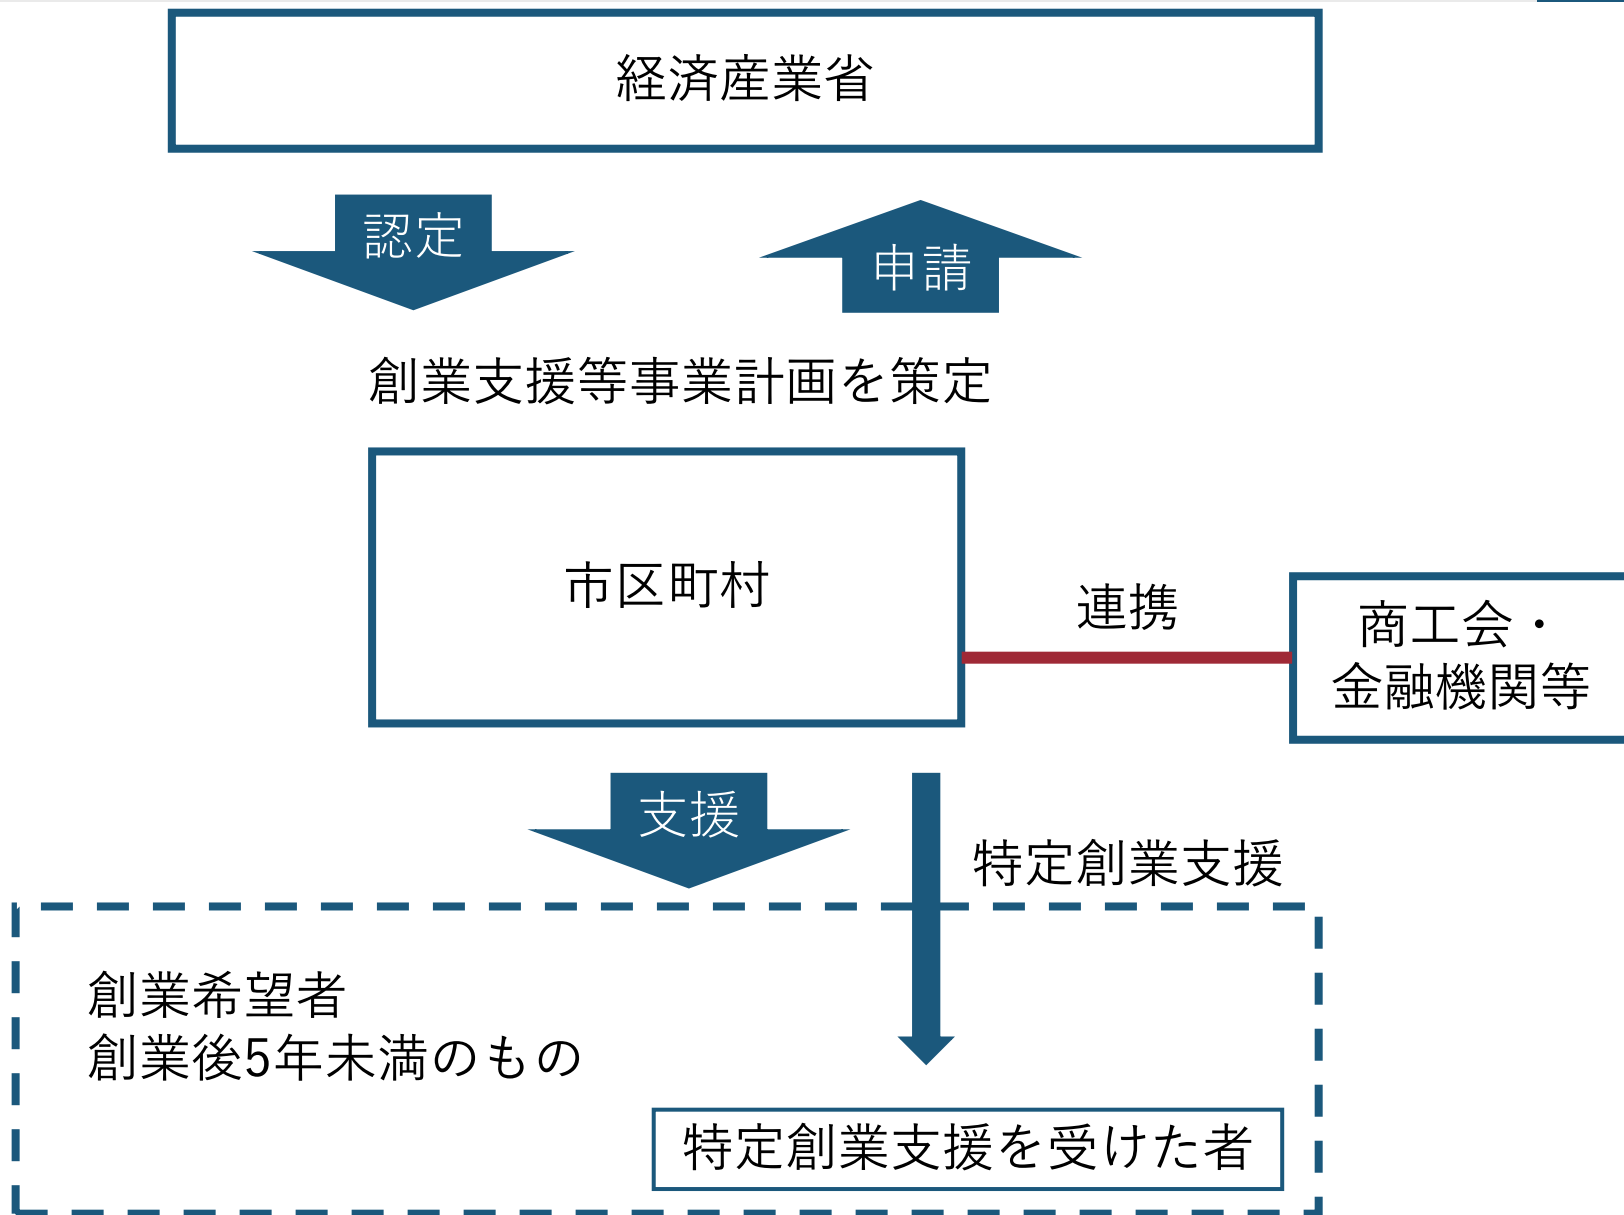 経済産業省
認定
申請
創業支援等事業計画を策定
市区町村
連携
商工会・
金融機関等
支援
特定創業支援
創業希望者
創業後5年未満のもの
特定創業支援を受けた者